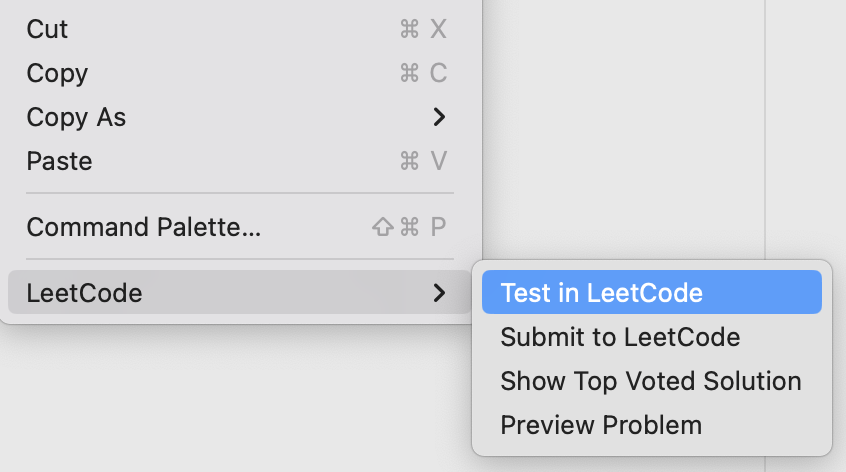 Cut ⌘ X
Copy ⌘ C
Copy As
Paste ⌘ V
Command Palette... ⇧⌘ P
LeetCode
Test in LeetCode
Submit to LeetCode
Show Top Voted Solution
Preview Problem